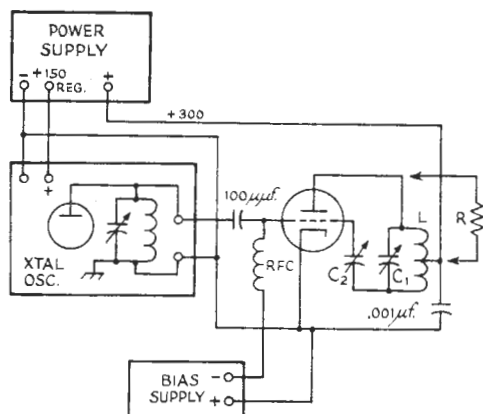 POWER
SUPPLY
- +150 +
REG.
+300
+
100µµf.
XTAL
OSC.
RFC
C2
C1
L
R
.001µf.
BIAS -
SUPPLY +